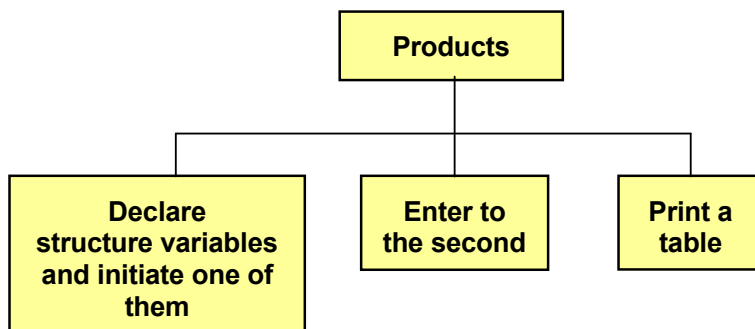 Products
Declare
structure variables
and initiate one of
them
Enter to
the second
Print a
table